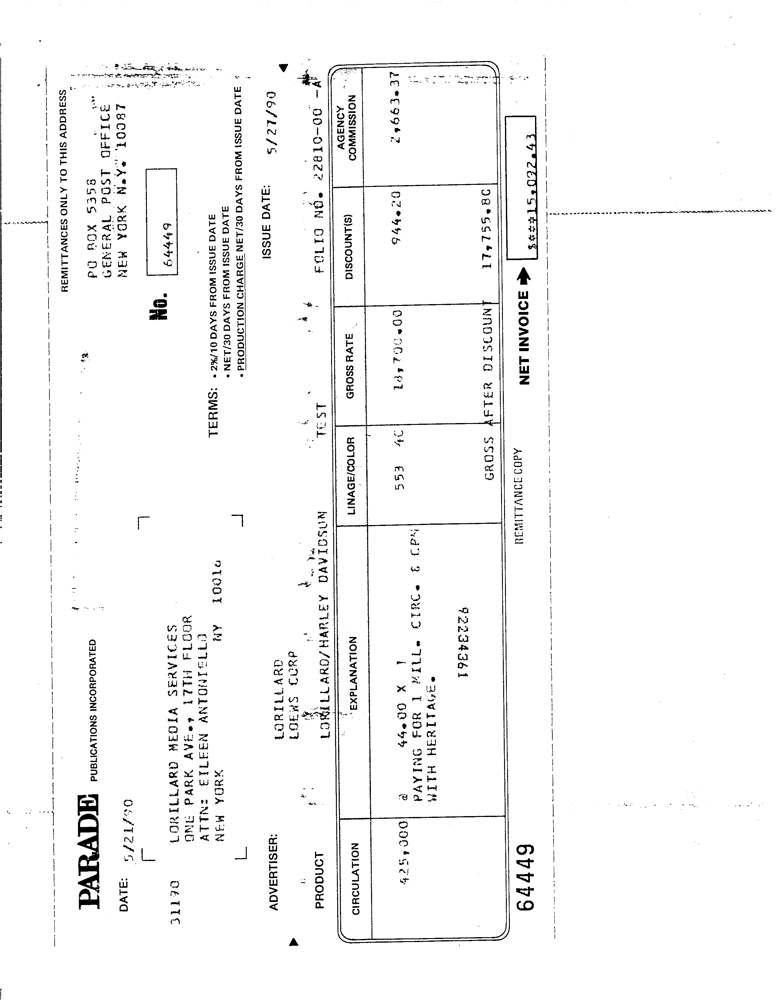 PARADE PUBLICATIONS INCORPORATED
REMITTANCES ONLY TO THIS ADDRESS
PO BOX 5358
GENERAL POST OFFICE
NEW YORK N.Y. 10087
DATE: 5/21/90
No. 64449
31190
LORILLARD MEDIA SERVICES
ONE PARK AVE., 17TH FLOOR
ATTN: EILEEN ANTONIELLO
NEW YORK NY 10016
TERMS: • 2%/10 DAYS FROM ISSUE DATE
• NET/30 DAYS FROM ISSUE DATE
• PRODUCTION CHARGE NET/30 DAYS FROM ISSUE DATE
ADVERTISER: LORILLARD
LOEWS CORP
ISSUE DATE: 5/27/90
PRODUCT LORILLARD/HARLEY DAVIDSON TEST FOLIO NO. 22810-00 -A
CIRCULATION EXPLANATION LINAGE/COLOR GROSS RATE DISCOUNT(S) AGENCY COMMISSION
425,000 @ 44.00 X 1 553 4C 18,700.00 944.20 2,663.37
PAYING FOR 1 MILL. CIRC. & CPM
WITH HERITAGE.
92234361
GROSS AFTER DISCOUNT 17,755.80
64449
REMITTANCE COPY
NET INVOICE $***15,092.43